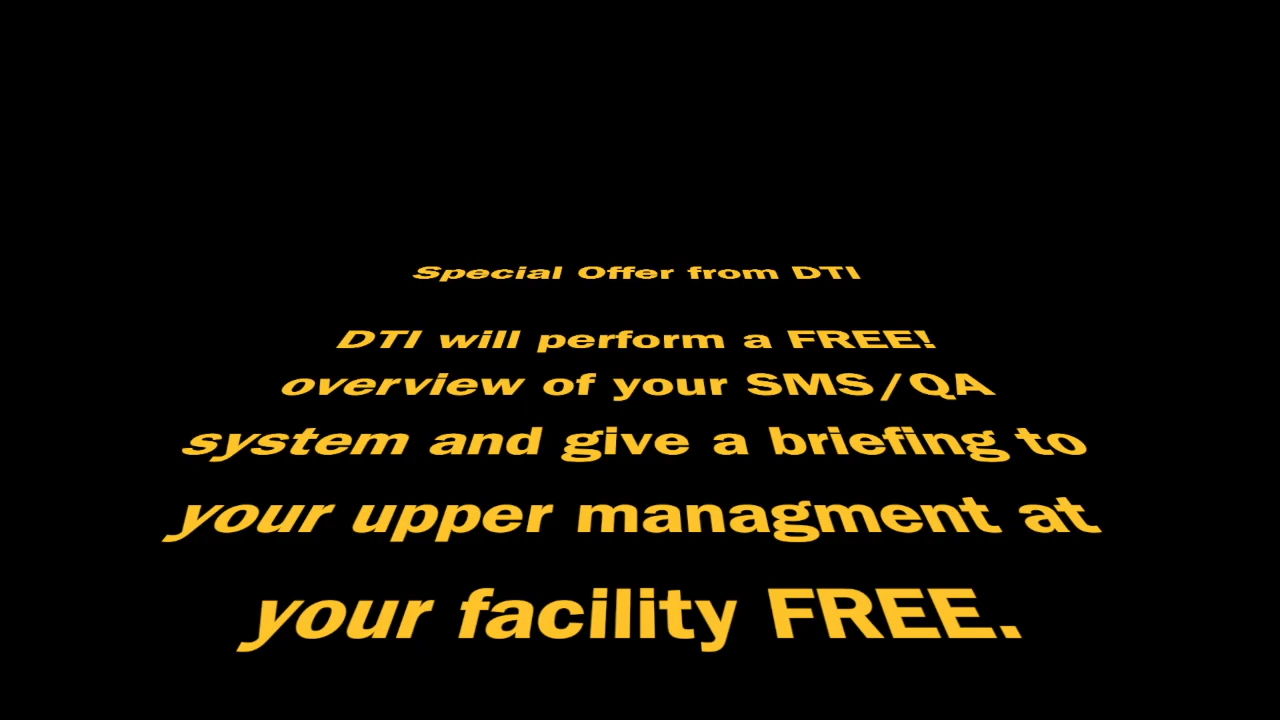 Special Offer from DTI
DTI will perform a FREE!
overview of your SMS/QA
system and give a briefing to
your upper managment at
your facility FREE.